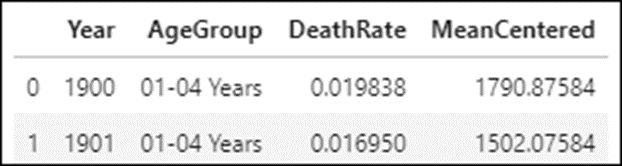 Year AgeGroup DeathRate MeanCentered
0 1900 01-04 Years 0.019838 1790.87584
1 1901 01-04 Years 0.016950 1502.07584